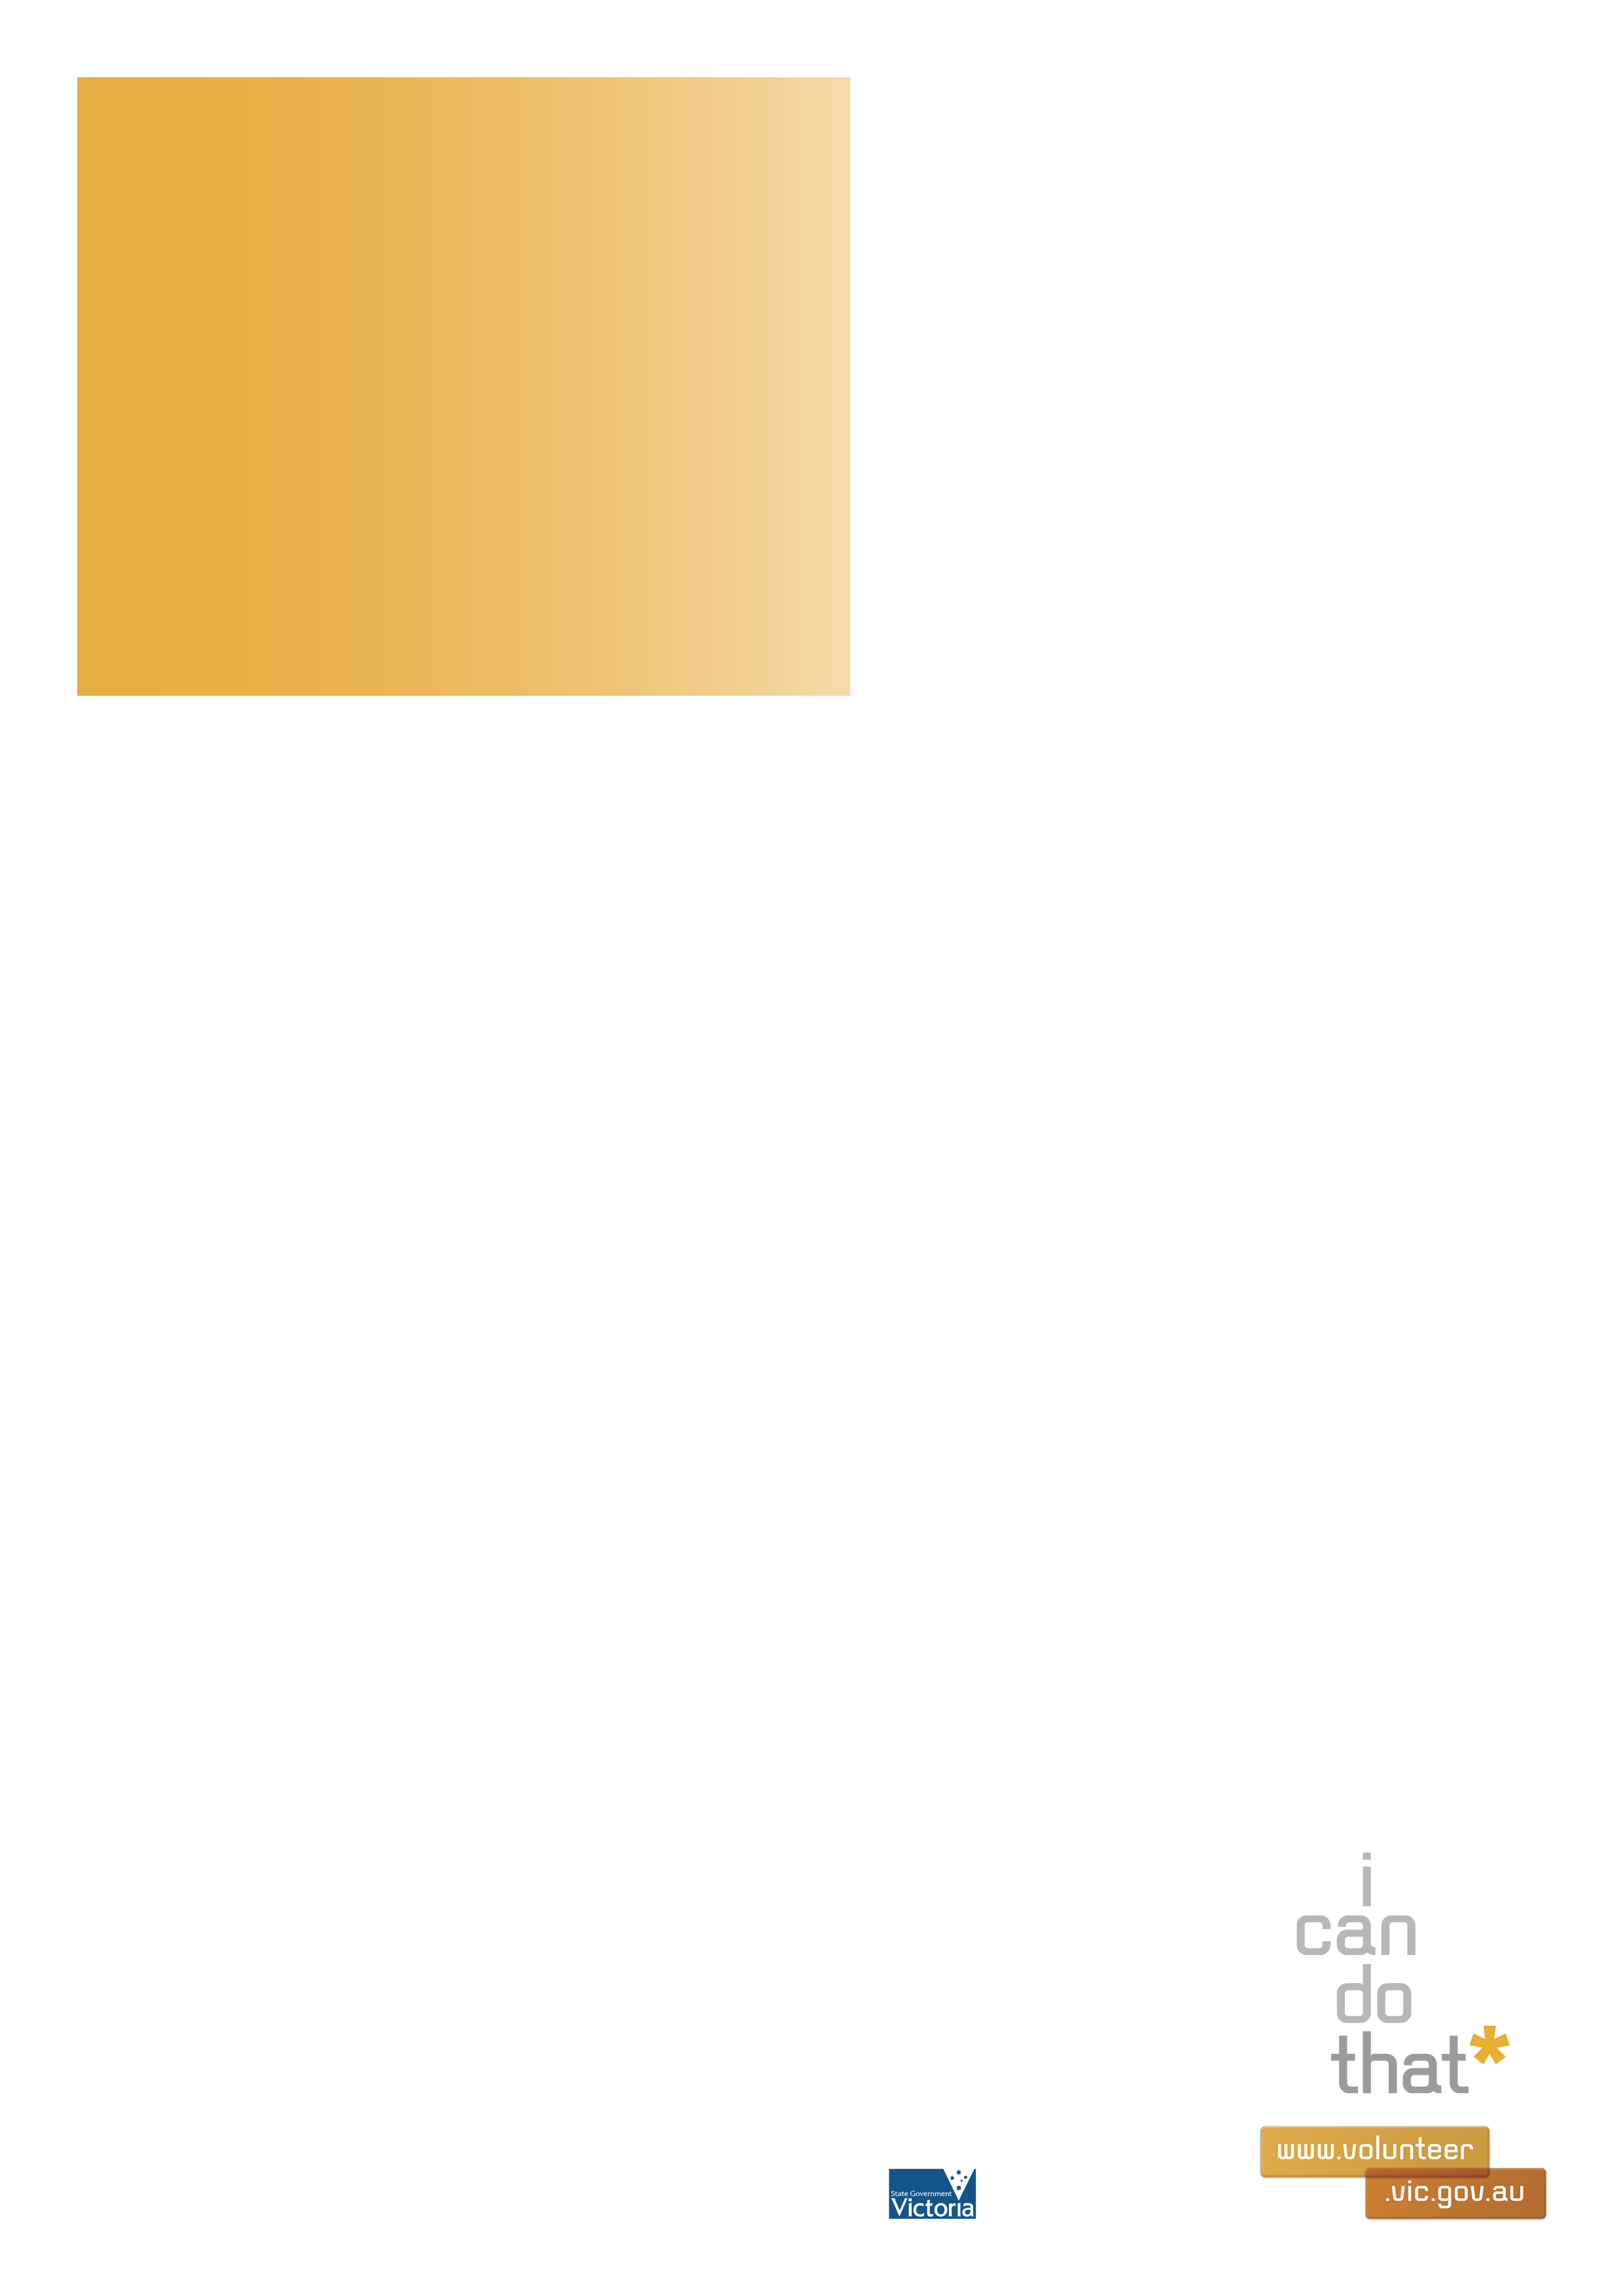 i
can
do
that*
www.volunteer
.vic.gov.au
State Government
Victoria